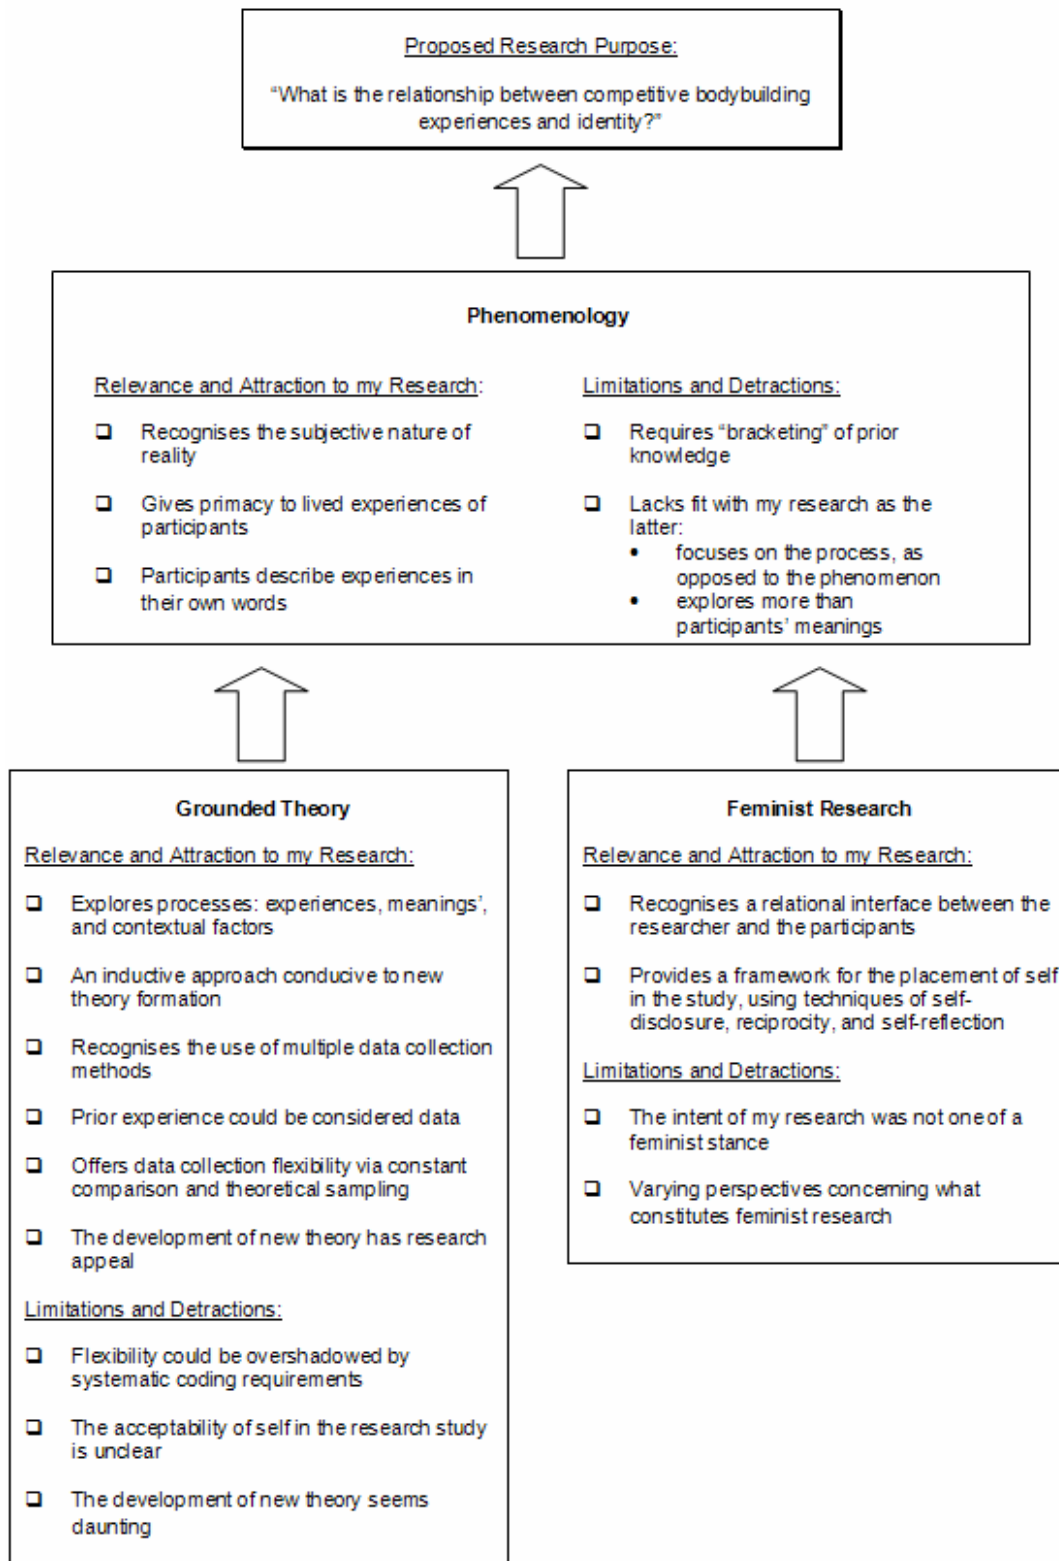 Proposed Research Purpose:
“What is the relationship between competitive bodybuilding
experiences and identity?”
Phenomenology
Relevance and Attraction to my Research:
❑ Recognises the subjective nature of
reality
❑ Gives primacy to lived experiences of
participants
❑ Participants describe experiences in
their own words
Limitations and Detractions:
❑ Requires “bracketing” of prior
knowledge
❑ Lacks fit with my research as the
latter:
• focuses on the process, as
opposed to the phenomenon
• explores more than
participants’ meanings
Grounded Theory
Relevance and Attraction to my Research:
❑ Explores processes: experiences, meanings’,
and contextual factors
❑ An inductive approach conducive to new
theory formation
❑ Recognises the use of multiple data collection
methods
❑ Prior experience could be considered data
❑ Offers data collection flexibility via constant
comparison and theoretical sampling
❑ The development of new theory has research
appeal
Limitations and Detractions:
❑ Flexibility could be overshadowed by
systematic coding requirements
❑ The acceptability of self in the research study
is unclear
❑ The development of new theory seems
daunting
Feminist Research
Relevance and Attraction to my Research:
❑ Recognises a relational interface between the
researcher and the participants
❑ Provides a framework for the placement of self
in the study, using techniques of self-
disclosure, reciprocity, and self-reflection
Limitations and Detractions:
❑ The intent of my research was not one of a
feminist stance
❑ Varying perspectives concerning what
constitutes feminist research